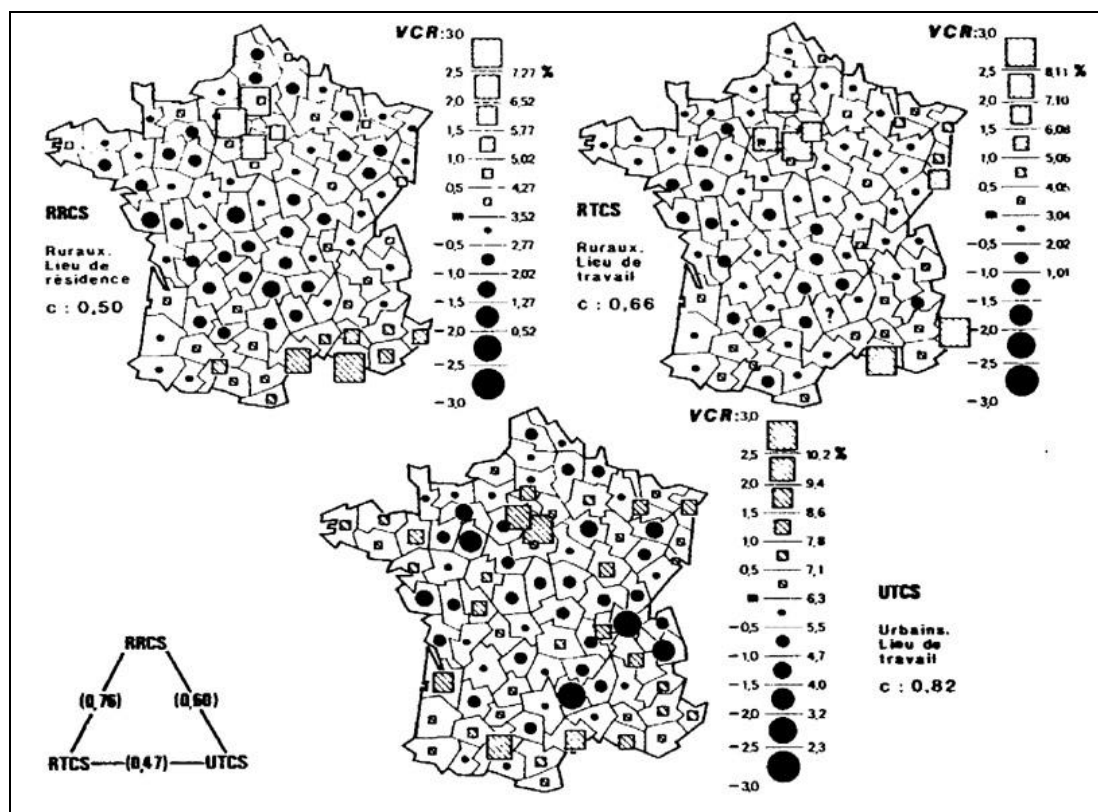 VCR: 3,0
2,5 7,27 %
2,0 6,52
1,5 5,77
1,0 5,02
0,5 4,27
m 3,52
-0,5 2,77
-1,0 2,02
-1,5 1,27
-2,0 0,52
-2,5
-3,0
RRCS
Ruraux.
Lieu de
résidence
c : 0,50
VCR: 3,0
2,5 8,11 %
2,0 7,10
1,5 6,08
1,0 5,06
0,5 4,05
m 3,04
-0,5 2,02
-1,0 1,01
-1,5
-2,0
-2,5
-3,0
RTCS
Ruraux.
Lieu de
travail
c : 0,66
?
VCR: 3,0
2,5 10,2 %
2,0 9,4
1,5 8,6
1,0 7,8
0,5 7,1
m 6,3
-0,5 5,5
-1,0 4,7
-1,5 4,0
-2,0 3,2
-2,5 2,3
-3,0
UTCS
Urbains.
Lieu de
travail
c : 0,82
RRCS
(0,76) (0,60)
RTCS (0,47) UTCS